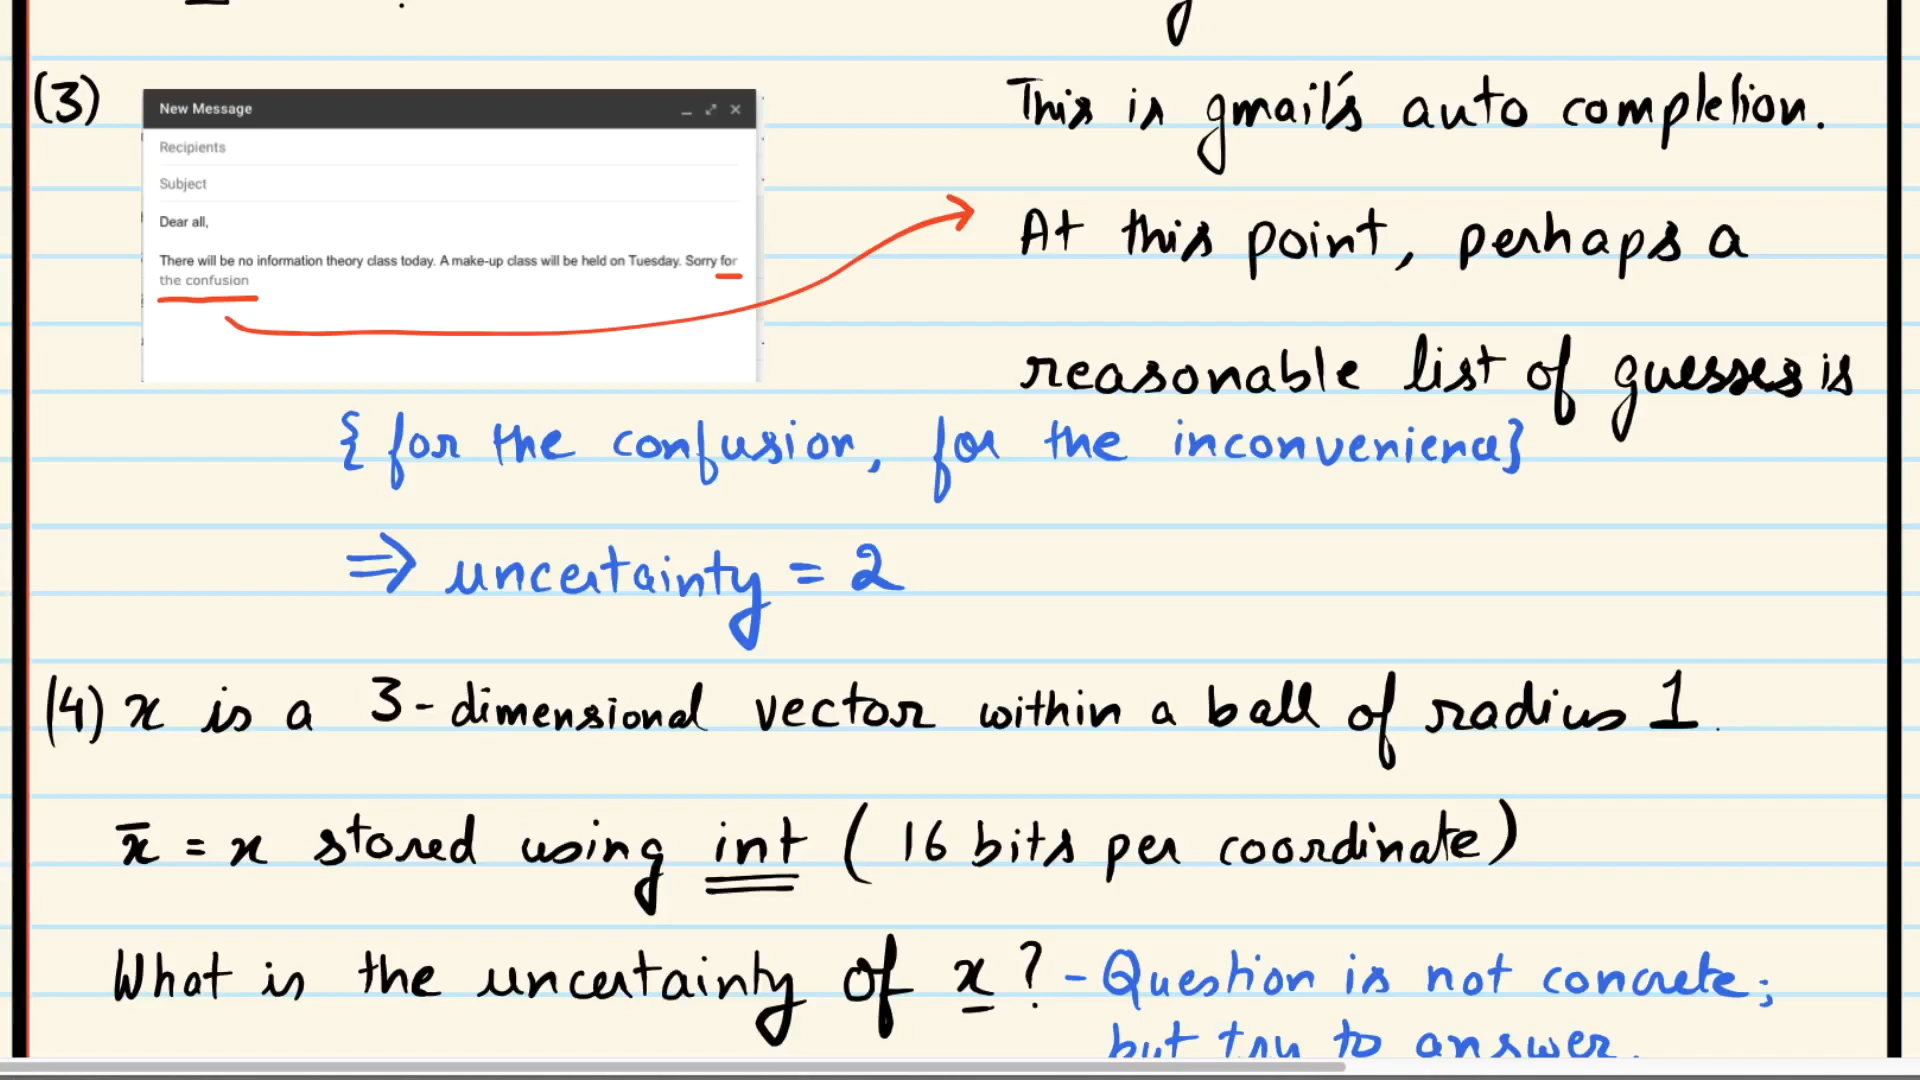 (3)
New Message
Recipients
Subject
Dear all,
There will be no information theory class today. A make-up class will be held on Tuesday. Sorry for
the confusion
This is gmail's auto completion.
At this point, perhaps a
reasonable list of guesses is
{for the confusion, for the inconvenience}
⇒ uncertainty = 2
(4) x is a 3-dimensional vector within a ball of radius 1.
x̄ = x stored using int (16 bits per coordinate)
What is the uncertainty of x? - Question is not concrete;
but try to answer.